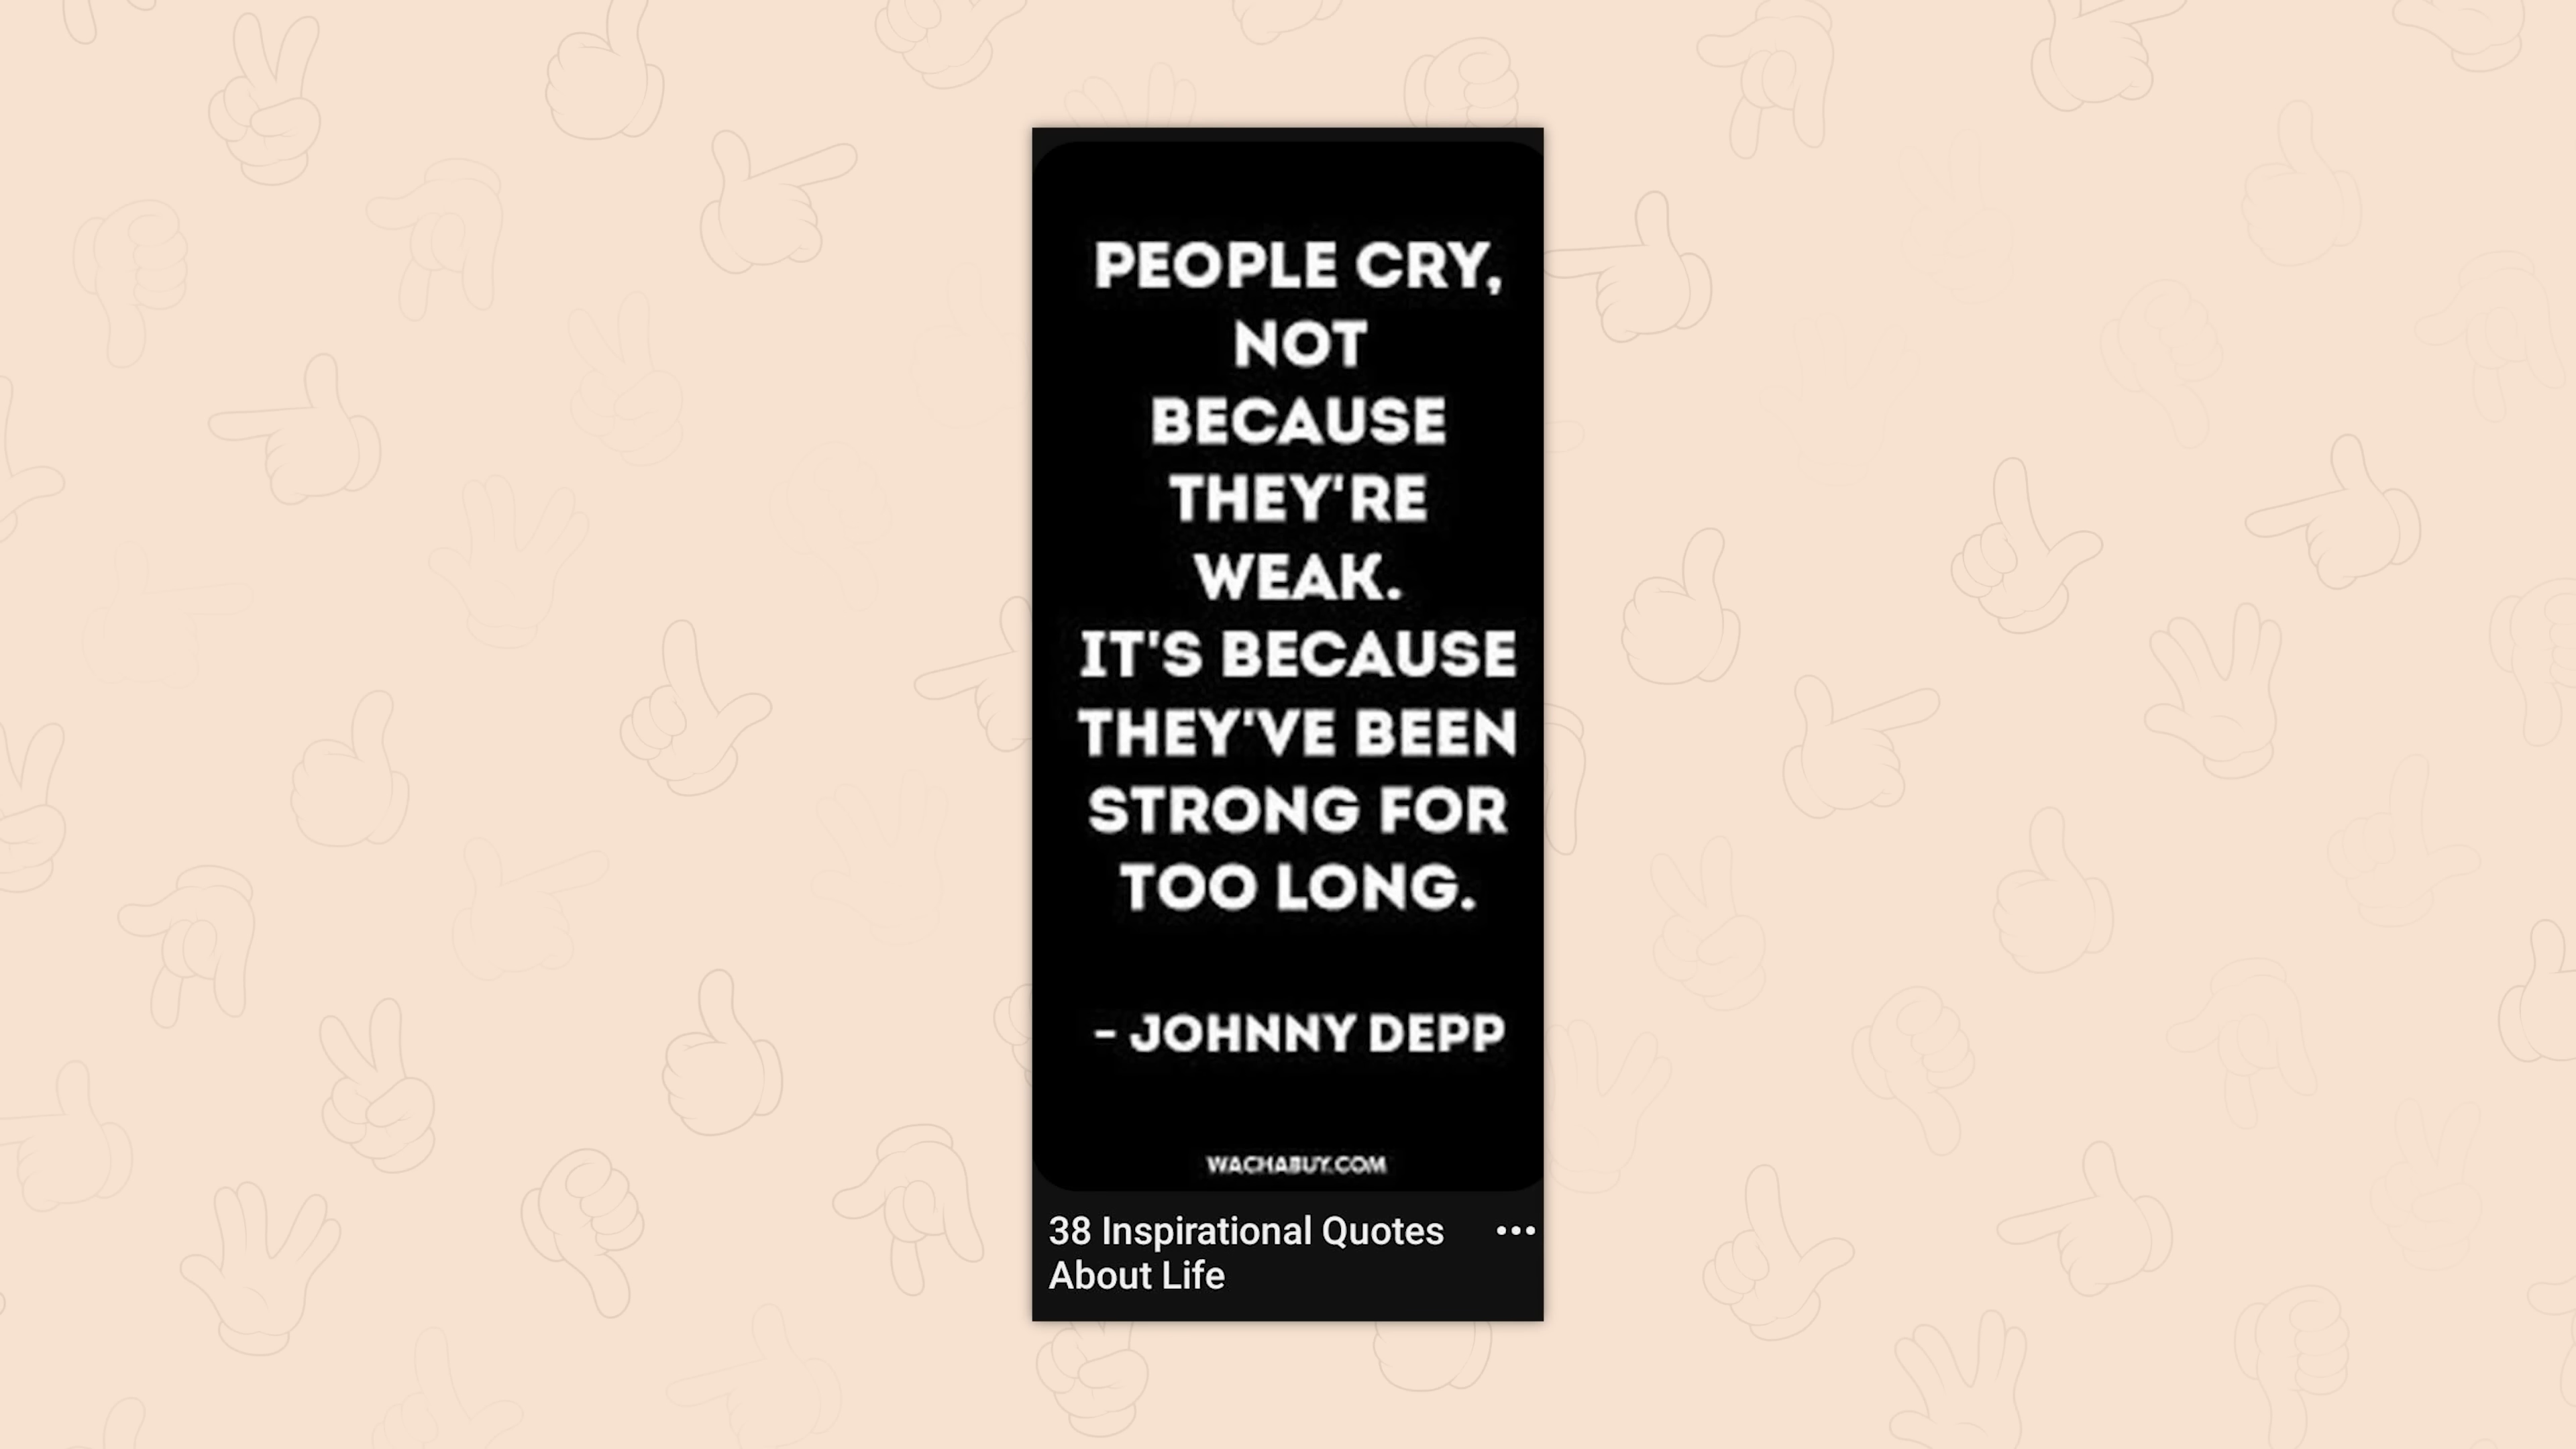 PEOPLE CRY,
NOT
BECAUSE
THEY'RE
WEAK.
IT'S BECAUSE
THEY'VE BEEN
STRONG FOR
TOO LONG.
- JOHNNY DEPP
WACHABUY.COM
38 Inspirational Quotes
About Life